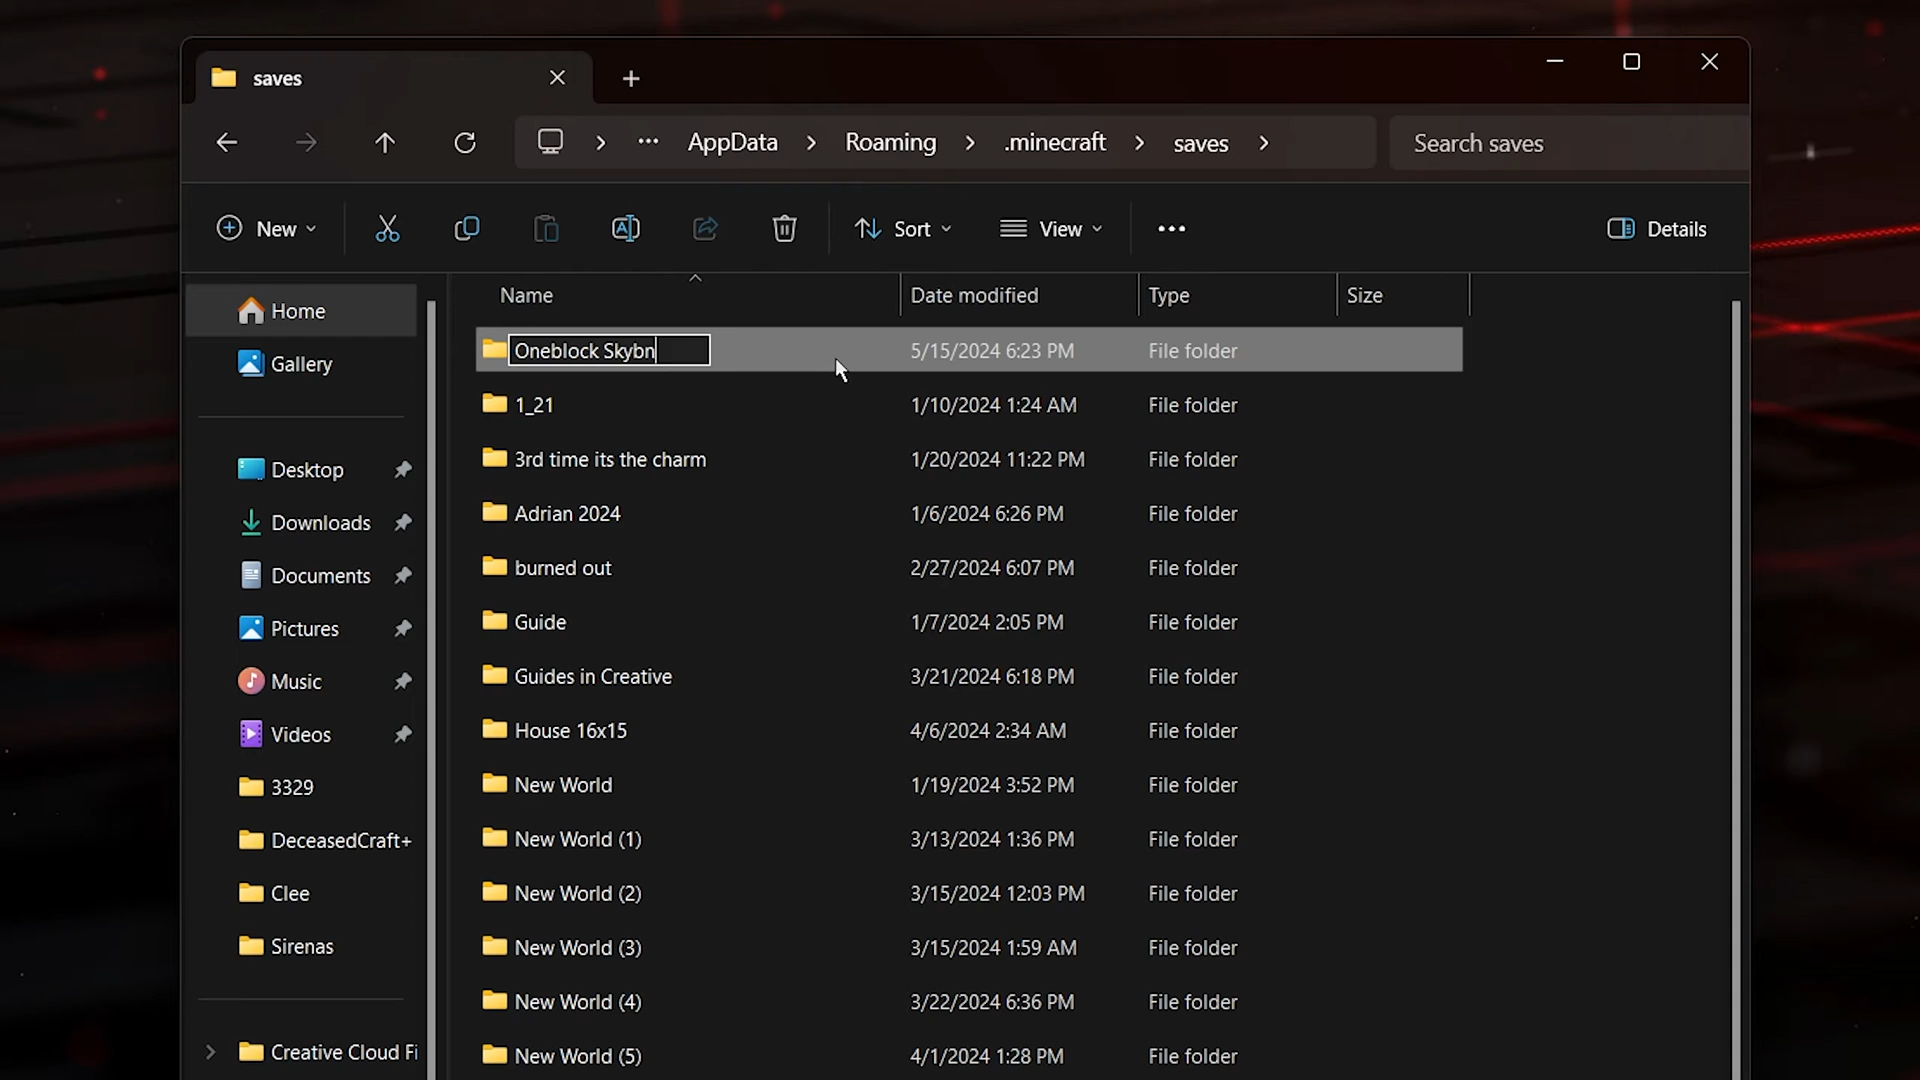 saves
AppData > Roaming > .minecraft > saves >
Search saves
New
Sort
View
Details
Name Date modified Type Size
Home
Gallery
Desktop
Downloads
Documents
Pictures
Music
Videos
3329
DeceasedCraft+
Clee
Sirenas
Creative Cloud Fi
Oneblock Skybn 5/15/2024 6:23 PM File folder
1_21 1/10/2024 1:24 AM File folder
3rd time its the charm 1/20/2024 11:22 PM File folder
Adrian 2024 1/6/2024 6:26 PM File folder
burned out 2/27/2024 6:07 PM File folder
Guide 1/7/2024 2:05 PM File folder
Guides in Creative 3/21/2024 6:18 PM File folder
House 16x15 4/6/2024 2:34 AM File folder
New World 1/19/2024 3:52 PM File folder
New World (1) 3/13/2024 1:36 PM File folder
New World (2) 3/15/2024 12:03 PM File folder
New World (3) 3/15/2024 1:59 AM File folder
New World (4) 3/22/2024 6:36 PM File folder
New World (5) 4/1/2024 1:28 PM File folder